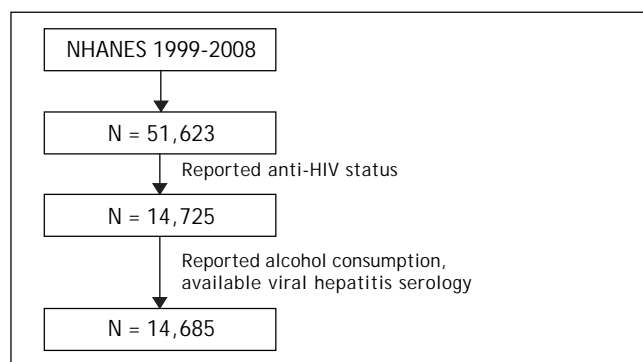 NHANES 1999-2008
N = 51,623
Reported anti-HIV status
N = 14,725
Reported alcohol consumption,
available viral hepatitis serology
N = 14,685